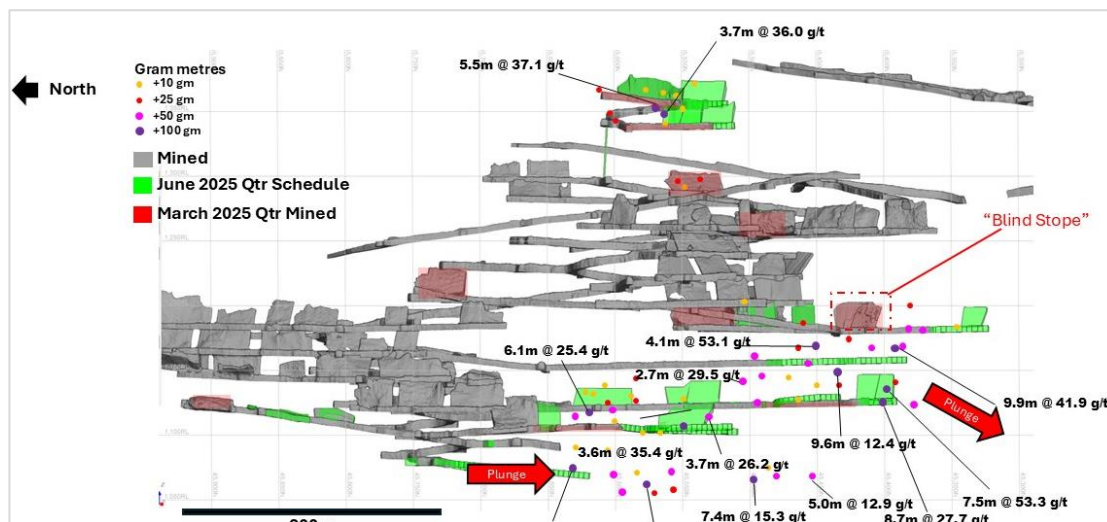 3.7m @ 36.0 g/t
5.5m @ 37.1 g/t
North
Gram metres
+10 gm
+25 gm
+50 gm
+100 gm
Mined
June 2025 Qtr Schedule
March 2025 Qtr Mined
“Blind Stope”
4.1m @ 53.1 g/t
6.1m @ 25.4 g/t
2.7m @ 29.5 g/t
9.9m @ 41.9 g/t
Plunge
9.6m @ 12.4 g/t
3.6m @ 35.4 g/t
3.7m @ 26.2 g/t
Plunge
5.0m @ 12.9 g/t
7.5m @ 53.3 g/t
7.4m @ 15.3 g/t
8.7m @ 27.7 g/t